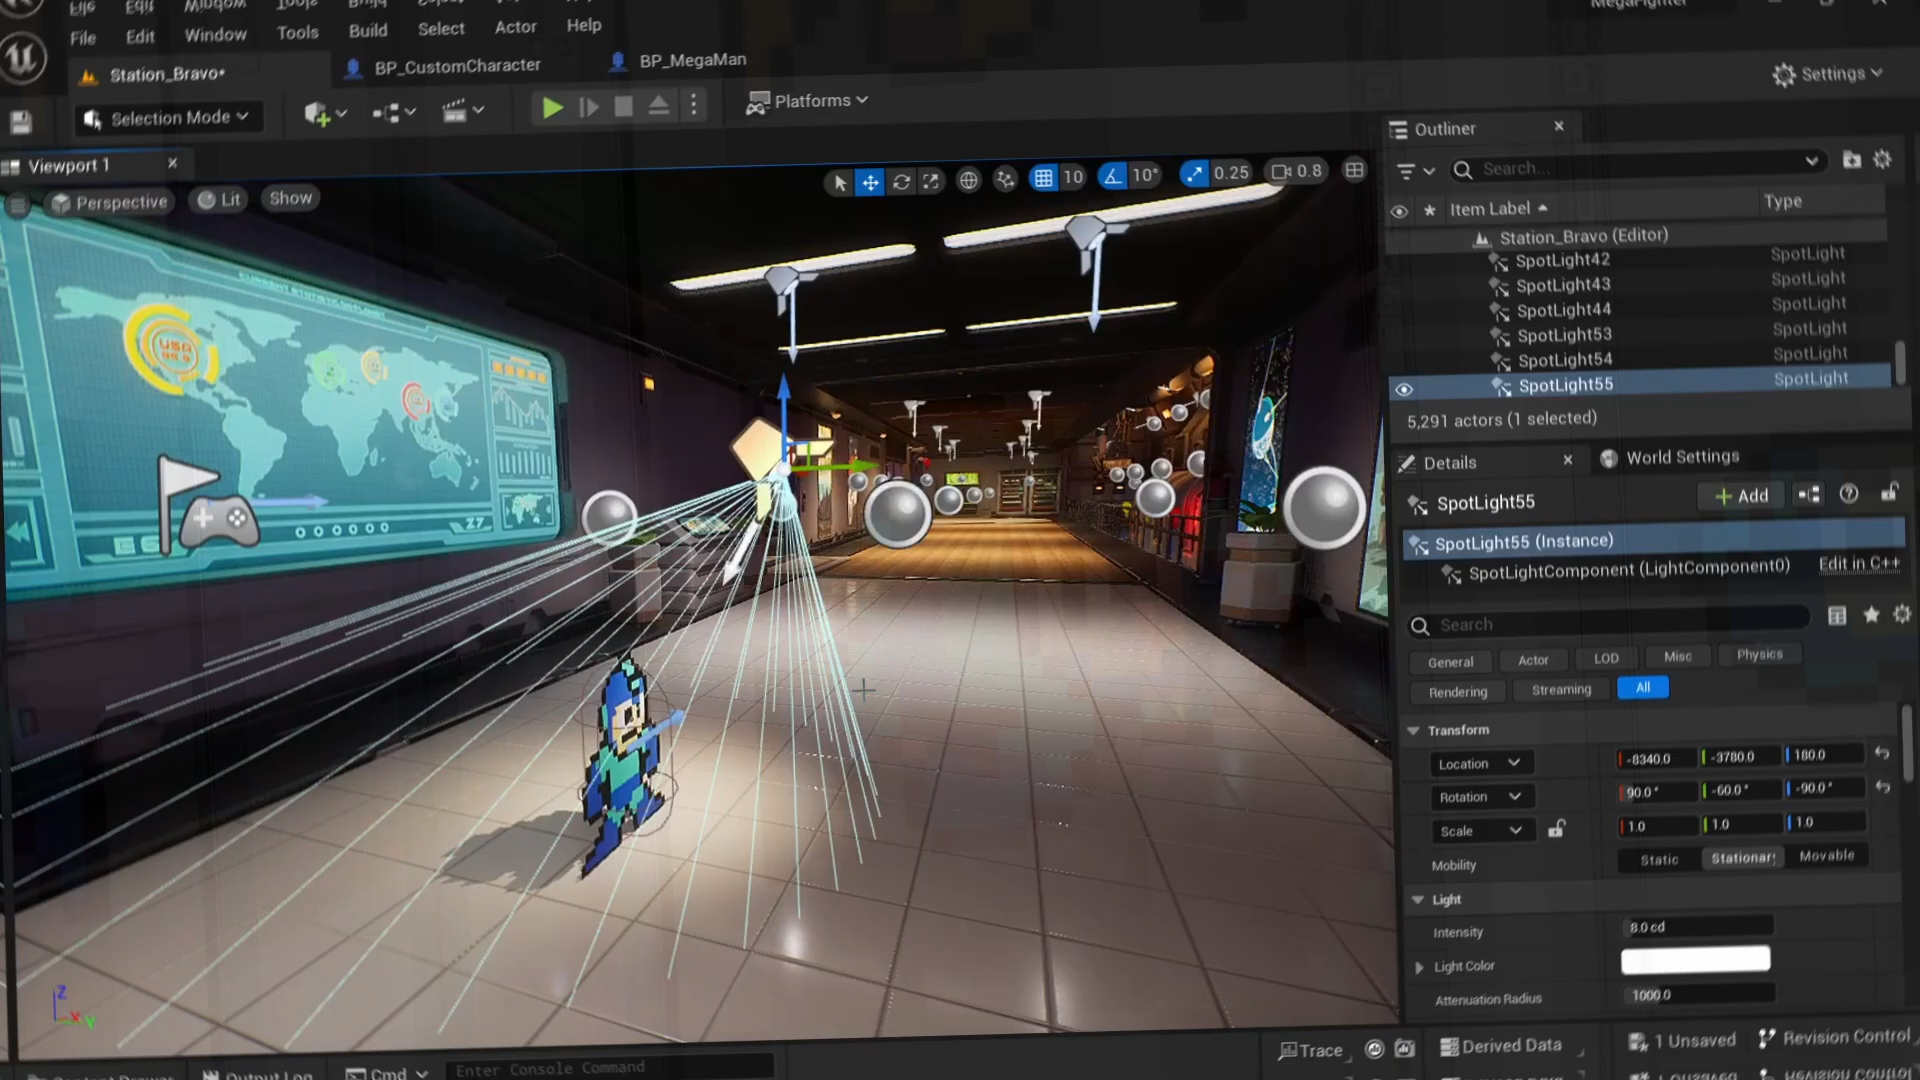 File Edit Window Tools Build Select Actor Help
Station_Bravo*
BP_CustomCharacter
BP_MegaMan
Settings
Selection Mode
Platforms
Viewport 1
Perspective
Lit
Show
10
10°
0.25
0.8
Outliner
Search...
Item Label
Type
Station_Bravo (Editor)
SpotLight42 SpotLight
SpotLight43 SpotLight
SpotLight44 SpotLight
SpotLight53 SpotLight
SpotLight54 SpotLight
SpotLight55 SpotLight
5,291 actors (1 selected)
Details
World Settings
SpotLight55
Add
SpotLight55 (Instance)
SpotLightComponent (LightComponent0)
Edit in C++
Search
General Actor LOD Misc Physics
Rendering Streaming All
Transform
Location -8340.0 -3780.0 180.0
Rotation 90.0° -60.0° -90.0°
Scale 1.0 1.0 1.0
Mobility Static Stationary Movable
Light
Intensity 8.0 cd
Light Color
Attenuation Radius 1000.0
USA
Z X Y
Trace
Derived Data
1 Unsaved
Revision Control
Output Log
Cmd
Enter Console Command